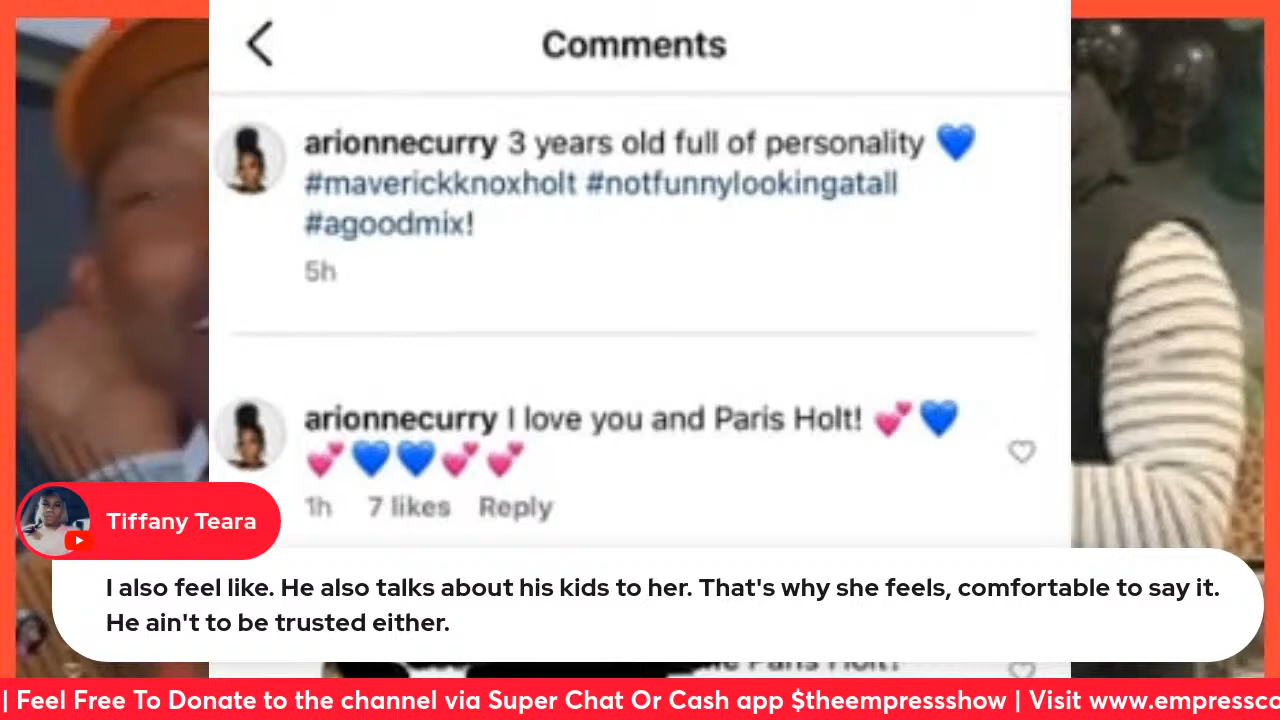 Comments
arionnecurry 3 years old full of personality 💙
#maverickknoxholt #notfunnylookingatall
#agoodmix!
5h
arionnecurry I love you and Paris Holt! 💕💙
💕💙💙💕💕
1h 7 likes Reply
Tiffany Teara
I also feel like. He also talks about his kids to her. That's why she feels, comfortable to say it.
He ain't to be trusted either.
Paris Holt!
| Feel Free To Donate to the channel via Super Chat Or Cash app $theempressshow | Visit www.empressco